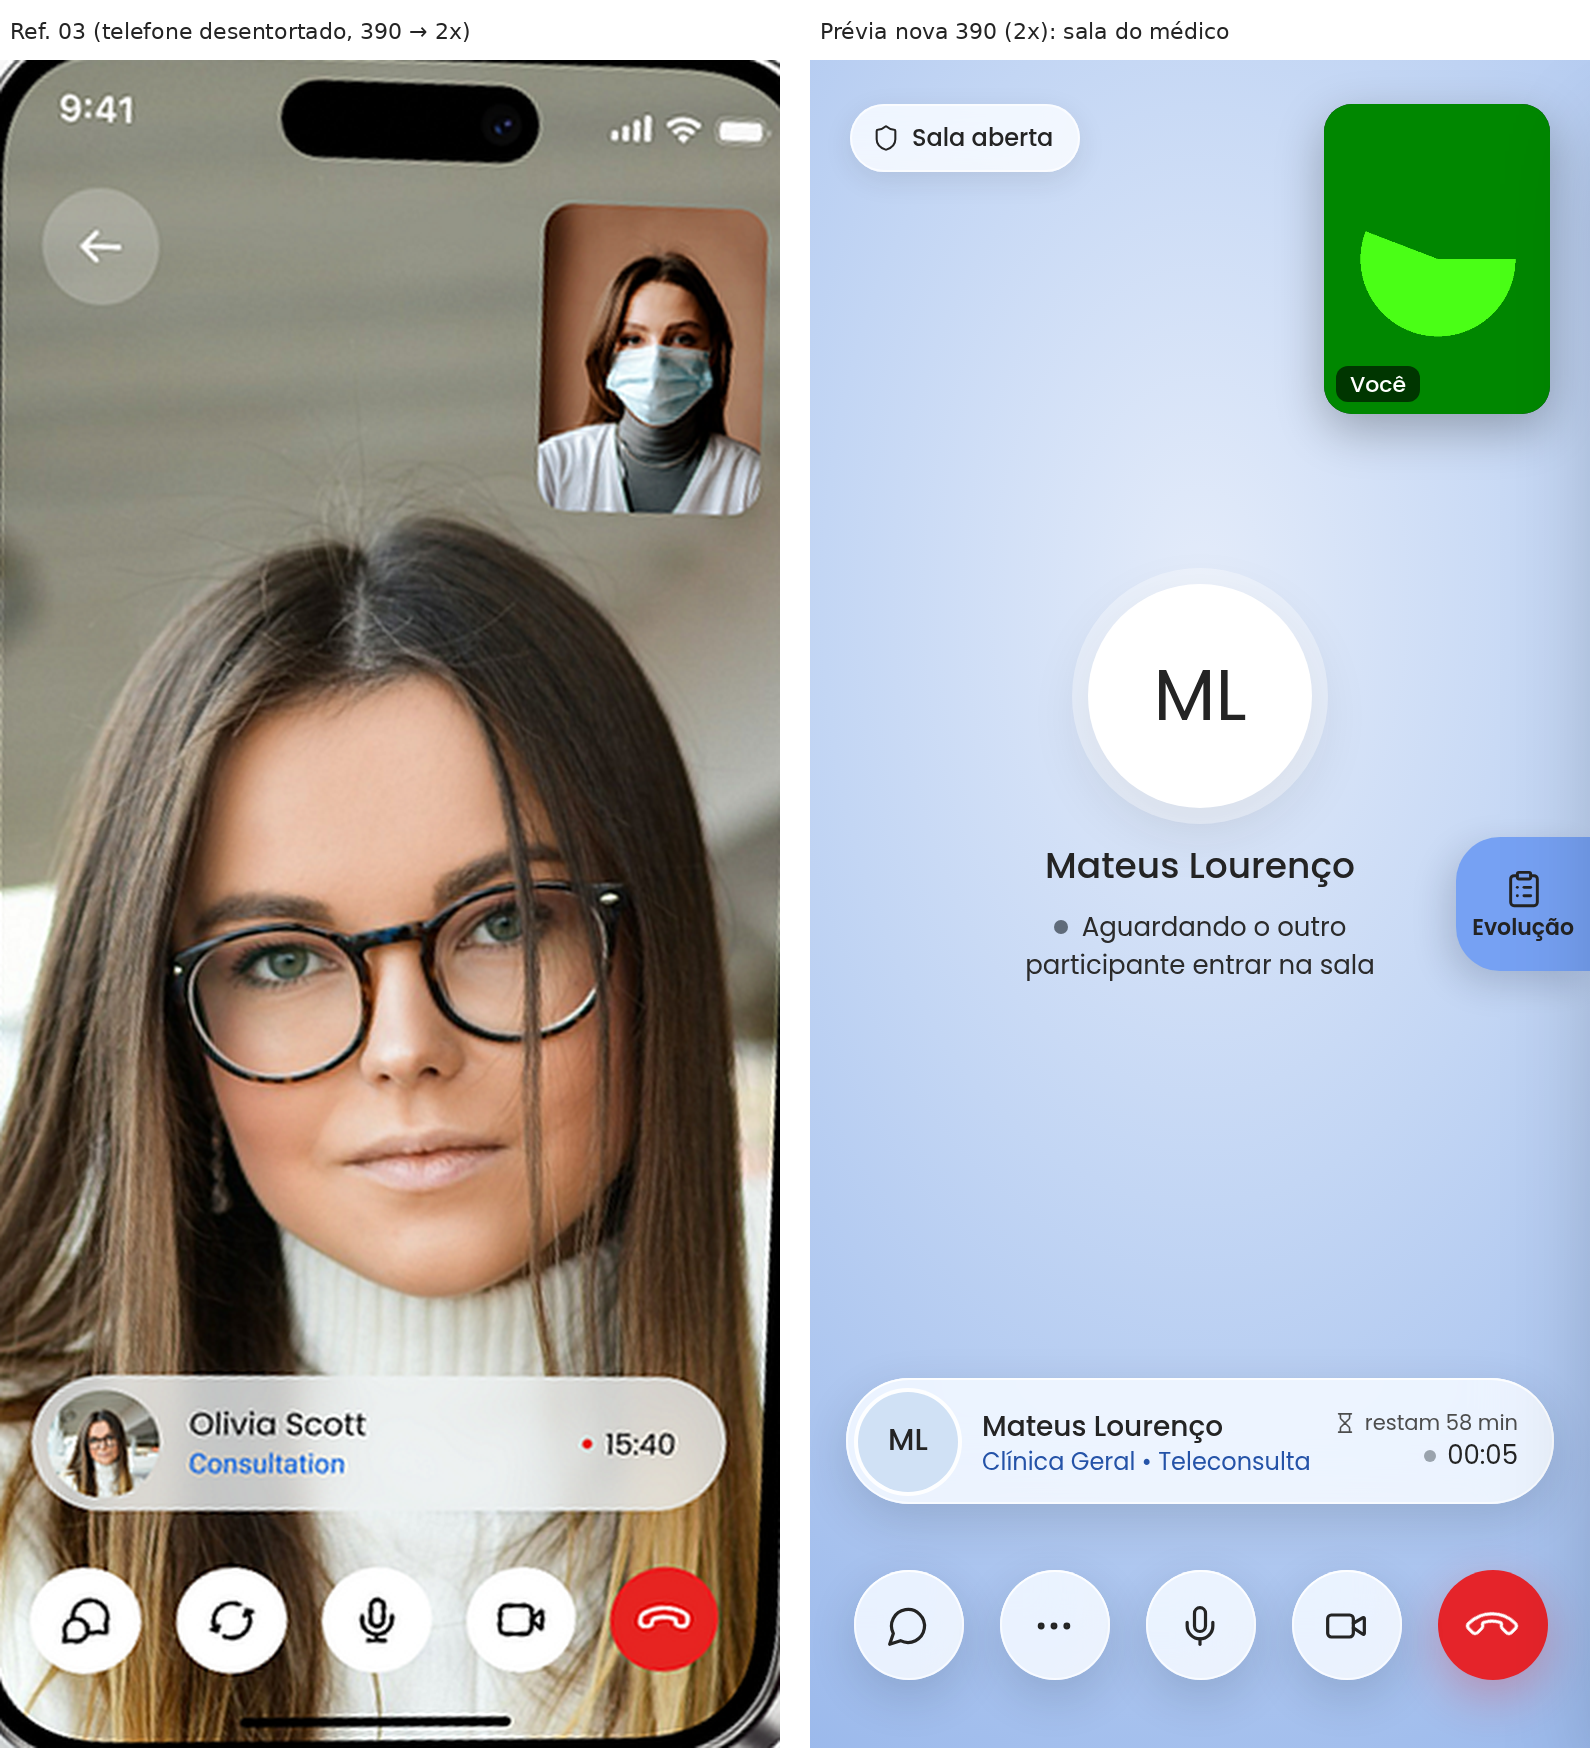 Ref. 03 (telefone desentortado, 390 → 2x)
9:41
Olivia Scott
Consultation
15:40
Prévia nova 390 (2x): sala do médico
Sala aberta
Você
ML
Mateus Lourenço
Aguardando o outro
participante entrar na sala
Evolução
ML
Mateus Lourenço
Clínica Geral • Teleconsulta
restam 58 min
00:05